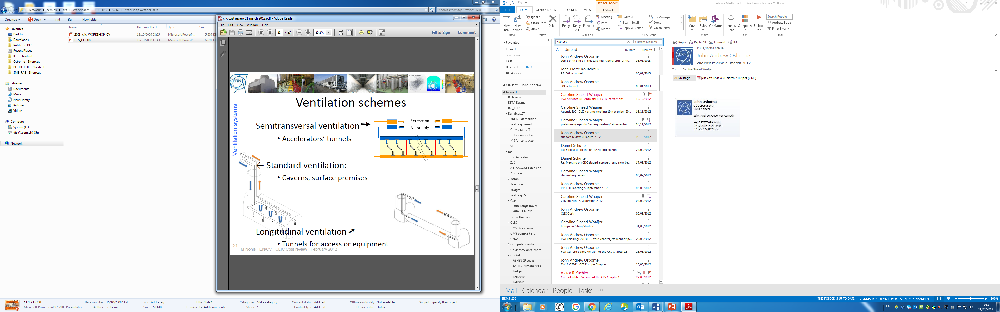 Network ▸ cern.ch ▸ dfs ▸ Workspaces ▸ i ▸ ILC ▸ CLIC ▸ Workshop October 2008
Search Workshop October 2008
Organize Open Print Burn New folder
Name Date modified Type Size
2008-clic-WORKSHOP-CV 12/10/2009 08:25 Microsoft PowerP... 5,609 K
CES_CLIC08 15/10/2008 11:43 Microsoft PowerP... 6,691 K
Favorites
Desktop
Downloads
Public on DFS
Recent Places
ILC - Shortcut
Osborne - Shortcut
PO-HL-LHC - Shortcut
SMB-FAS - Shortcut
Libraries
Documents
Music
New Library
Pictures
Videos
Computer
System (C:)
dfs (\\cern.ch) (G:)
Network
CES_CLIC08 Date modified: 15/10/2008 11:43 Tags: Add a tag Title: Slide 1 Categories: Add a category Content status: Add text Offline availability: Not available Subject: Specify the subject
Microsoft PowerPoint 97-2003 Presentation Authors: josborne Size: 6.53 MB Comments: Add comments Slides: 28 Content type: Add text Offline status: Online
clic cost review 21 march 2012.pdf - Adobe Reader
File Edit View Window Help
21 / 33 85.3% Fill & Sign Comment
CERN
Ventilation schemes
Ventilation systems
Semitransversal ventilation
• Accelerators' tunnels
Extraction
Air supply
← Standard ventilation:
• Caverns, surface premises
Longitudinal ventilation
• Tunnels for access or equipment
21
M Nonis - EN/CV - CLIC Cost review - February 2012
SEARCH TOOLS
Inbox - Mailbox - John Andrew Osborne - Outlook
FILE HOME SEND / RECEIVE FOLDER VIEW SEARCH
New Email
New Items
Ignore
Clean Up
Junk
Delete
Reply
Reply All
Forward
Meeting
IM
More
Bell 2017
Team Email
Reply & Delete
To Manager
Done
Create New
Move
Rules
OneNote
Unread/ Read
Categorize
Follow Up
Search People
Address Book
Filter Email
New Delete Respond Quick Steps Move Tags Find
Favorites
Inbox 1
Sent Items
FAIR
Deleted Items 879
185 Asbestos
Mailbox - John Andrew...
Inbox 1
Bellevaux
BETA Beams
Bio_LEIR
Building 107
Bld 174 demolition
Building permit
Consultants IT
IT for contractor
MS for contractor
SI
mail
185 Asbestos
280
ATLAS SCX1 Extension
Australia
Boron
Bouchon
Budget
Building 55
Cars
2016 Range Rover
2016 TT to CD
Cessy Drainage
CLIC
CMS Blockhouse
CMS Science Park
CNGS
Computer Centre
Courses&Conferences
Cricket
ASHES 09 Leeds
ASHES Durham 2013
Badges
Bell 2010
Bell 2011
500GeV Current Mailbox
All Unread By Date Newest
John Andrew Osborne
some of the info in this talk might be useful for th... 16/01/2013
Jean-Pierre Koutchouk
RE: 80km tunnel 08/01/2013
John Andrew Osborne
80km tunnel 08/01/2013
Caroline Sinead Waaijer
FW: Antwort: RE: Antwort: RE: CLIC-corrections 12/12/2012
Caroline Sinead Waaijer
Agenda ILC - CLIC costing meeting 19 november 20... 16/11/2012
Caroline Sinead Waaijer
preliminary agenda Amberg meeting 19 november ... 16/11/2012
John Andrew Osborne
clic cost review 21 march 2012 19/10/2012
Daniel Schulte
Re: Follow up of the re-baselining meeting 24/09/2012
Daniel Schulte
Re: Meeting on CLIC staged approach and new ba... 17/09/2012
Caroline Sinead Waaijer
clic costing review 05/09/2012
John Andrew Osborne
RE: CLIC meeting 5 september 2012 05/09/2012
Caroline Sinead Waaijer
CLIC meeting 5 september 2012 04/09/2012
John Andrew Osborne
CLIC Costs 03/09/2012
Caroline Sinead Waaijer
European Siting Studies 31/08/2012
John Andrew Osborne
FW: Emailing: 20120819-tdr2-chapter_cfs-webopt.p... 29/08/2012
John Andrew Osborne
FW: Current edited Version of the CFS Chapter 13 28/08/2012
John Andrew Osborne
FW: ILC TDR - CFS Europe Chapter 28/08/2012
Victor R Kuchler
Current edited Version of the CFS Chapter 13 27/08/2012
Reply Reply All Forward IM
Fri 19/10/2012 09:19
John Andrew Osborne
clic cost review 21 march 2012
To Caroline Sinead Waaijer
Message clic cost review 21 march 2012.pdf (2 MB)
John Osborne
GS Department
Civil Engineer
John.Andrew.Osborne@cern.ch
+41227672099 Work
+41764873752 Mobile
+41227668842 Fax
Mail Calendar People Tasks ...
ITEMS: 250 THIS FOLDER IS UP TO DATE. CONNECTED TO: MICROSOFT EXCHANGE (HEADERS) 100%
EN 14:44
24/02/2017